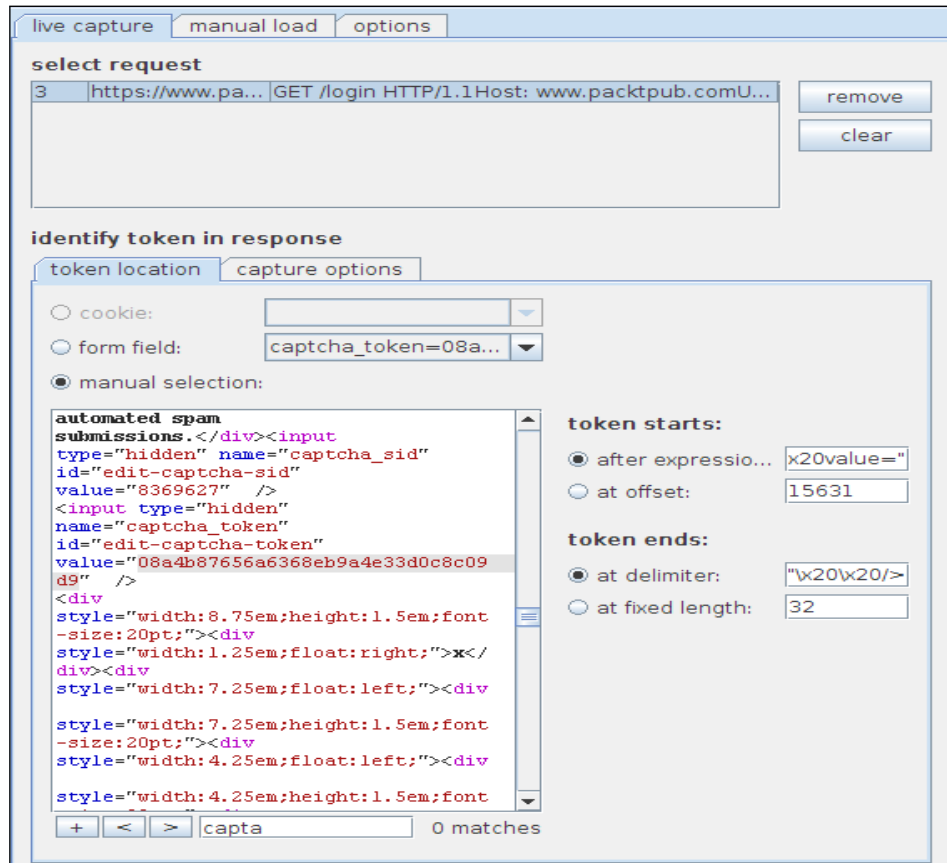 live capture manual load options
select request
3 https://www.pa... GET /login HTTP/1.1Host: www.packtpub.comU...
remove
clear
identify token in response
token location capture options
cookie:
form field: captcha_token=08a...
manual selection:
automated spam
submissions.</div><input
type="hidden" name="captcha_sid"
id="edit-captcha-sid"
value="8369627" />
<input type="hidden"
name="captcha_token"
id="edit-captcha-token"
value="08a4b87656a6368eb9a4e33d0c8c09
d9" />
<div
style="width:8.75em;height:1.5em;font
-size:20pt;"><div
style="width:1.25em;float:right;">x</
div><div
style="width:7.25em;float:left;"><div
style="width:7.25em;height:1.5em;font
-size:20pt;"><div
style="width:4.25em;float:left;"><div
style="width:4.25em;height:1.5em;font
+ < > capta 0 matches
token starts:
after expressio... x20value="
at offset: 15631
token ends:
at delimiter: "\x20\x20/>
at fixed length: 32